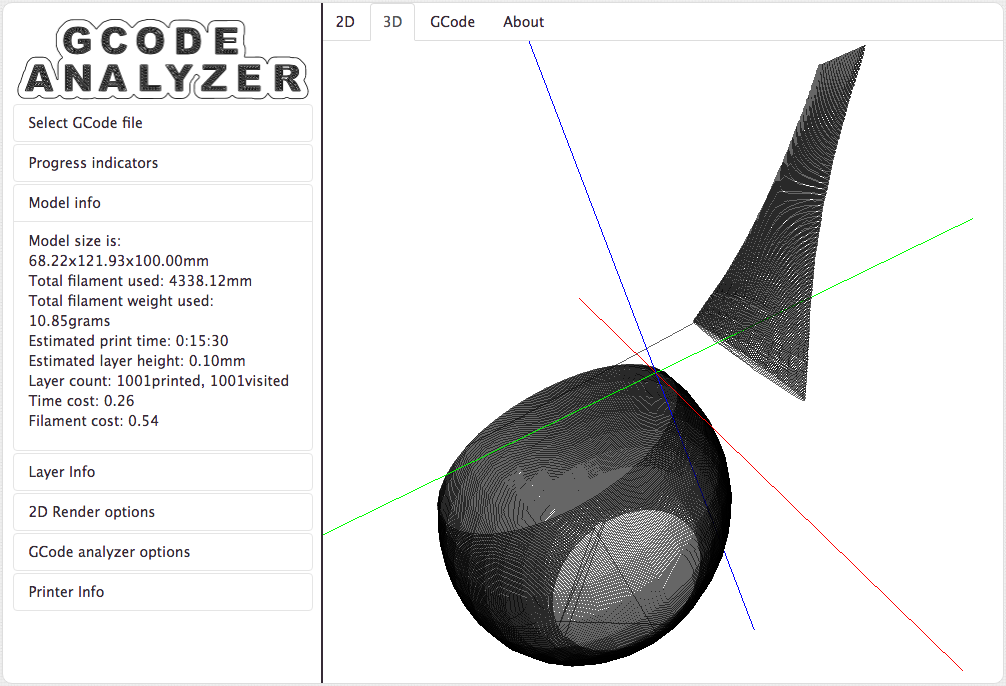 GCODE
ANALYZER
Select GCode file
Progress indicators
Model info
Model size is:
68.22x121.93x100.00mm
Total filament used: 4338.12mm
Total filament weight used:
10.85grams
Estimated print time: 0:15:30
Estimated layer height: 0.10mm
Layer count: 1001printed, 1001visited
Time cost: 0.26
Filament cost: 0.54
Layer Info
2D Render options
GCode analyzer options
Printer Info
2D 3D GCode About